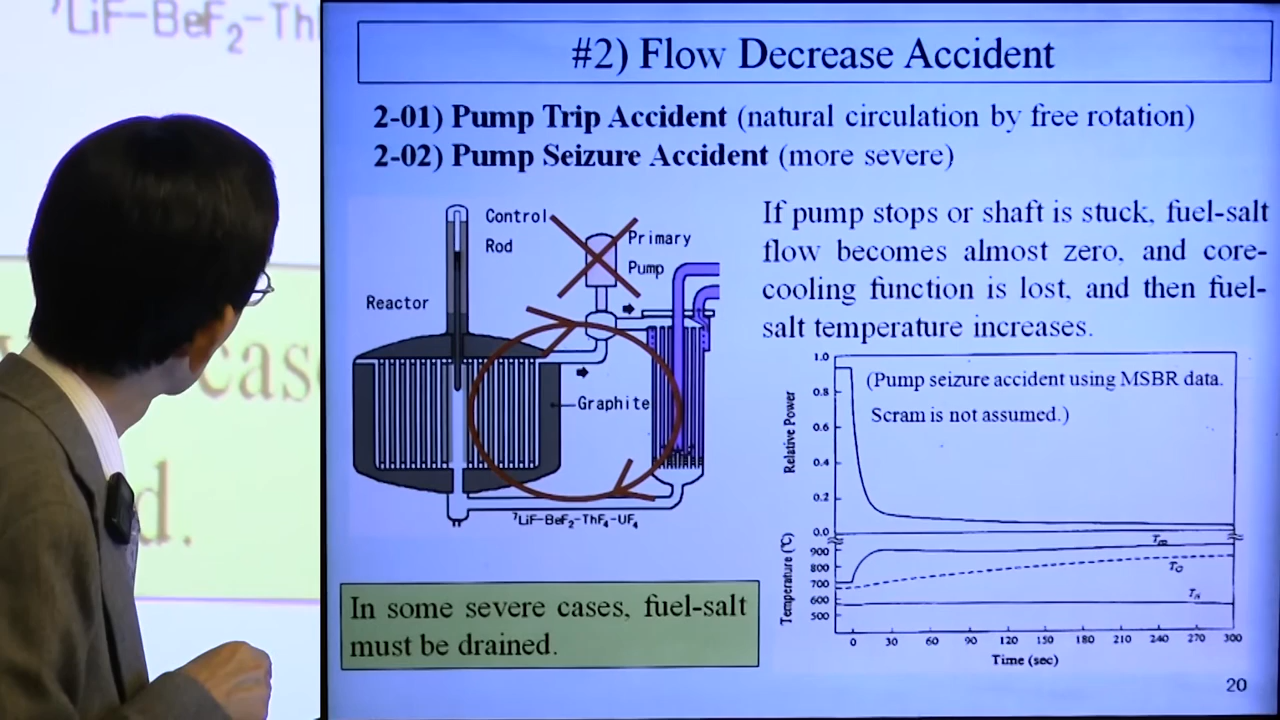 ⁷LiF-BeF₂-Th
cas
d.
#2) Flow Decrease Accident
2-01) Pump Trip Accident (natural circulation by free rotation)
2-02) Pump Seizure Accident (more severe)
Control
Rod
Primary
Pump
Reactor
Graphite
⁷LiF-BeF₂-ThF₄-UF₄
If pump stops or shaft is stuck, fuel-salt
flow becomes almost zero, and core-
cooling function is lost, and then fuel-
salt temperature increases.
(Pump seizure accident using MSBR data.
Scram is not assumed.)
Relative Power
1.0
0.8
0.6
0.4
0.2
0.0
Temperature (℃)
900
800
700
600
500
T_G
0 30 60 90 120 150 180 210 240 270 300
Time (sec)
In some severe cases, fuel-salt
must be drained.
20